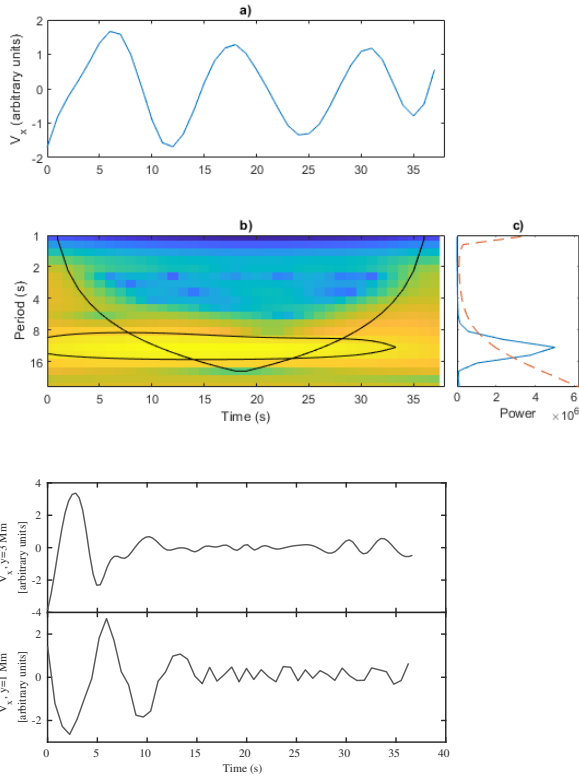 a)
V_x (arbitrary units)
2
1
0
-1
-2
0 5 10 15 20 25 30 35
b)
c)
Period (s)
1
2
4
8
16
0 5 10 15 20 25 30 35
Time (s)
0 2 4 6
Power ×10^6
V_x, y=3 Mm
[arbitrary units]
4
2
0
-2
-4
V_x, y=1 Mm
[arbitrary units]
2
0
-2
0 5 10 15 20 25 30 35 40
Time (s)